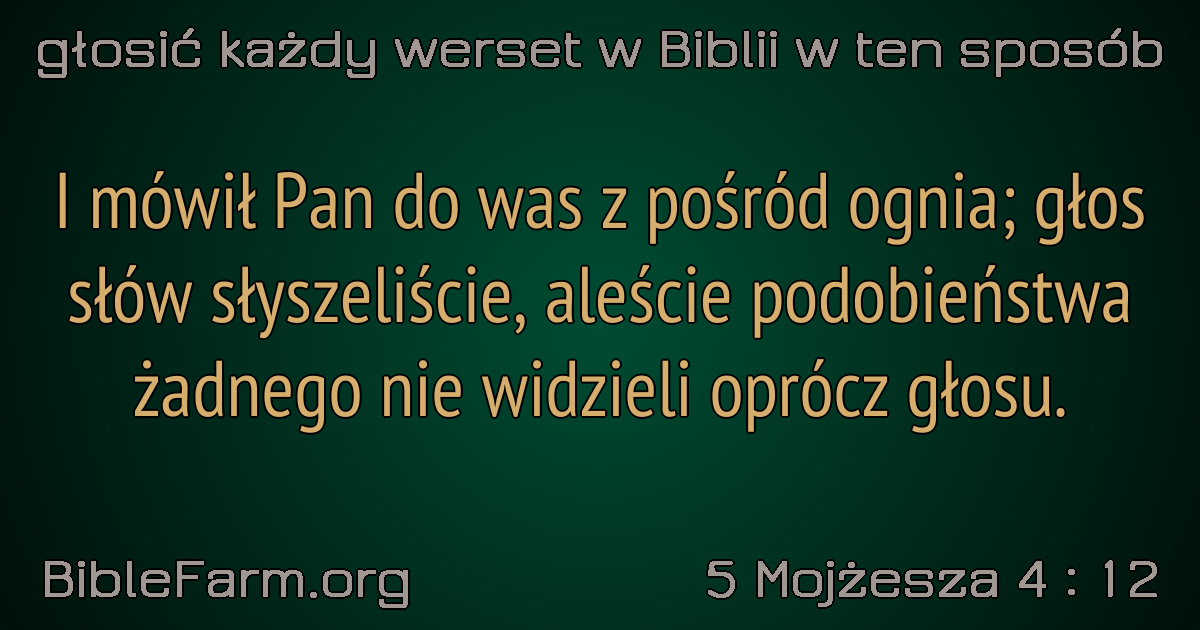 głosić każdy werset w Biblii w ten sposób
I mówił Pan do was z pośród ognia; głos
słów słyszeliście, aleście podobieństwa
żadnego nie widzieli oprócz głosu.
BibleFarm.org
5 Mojżesza 4 : 12